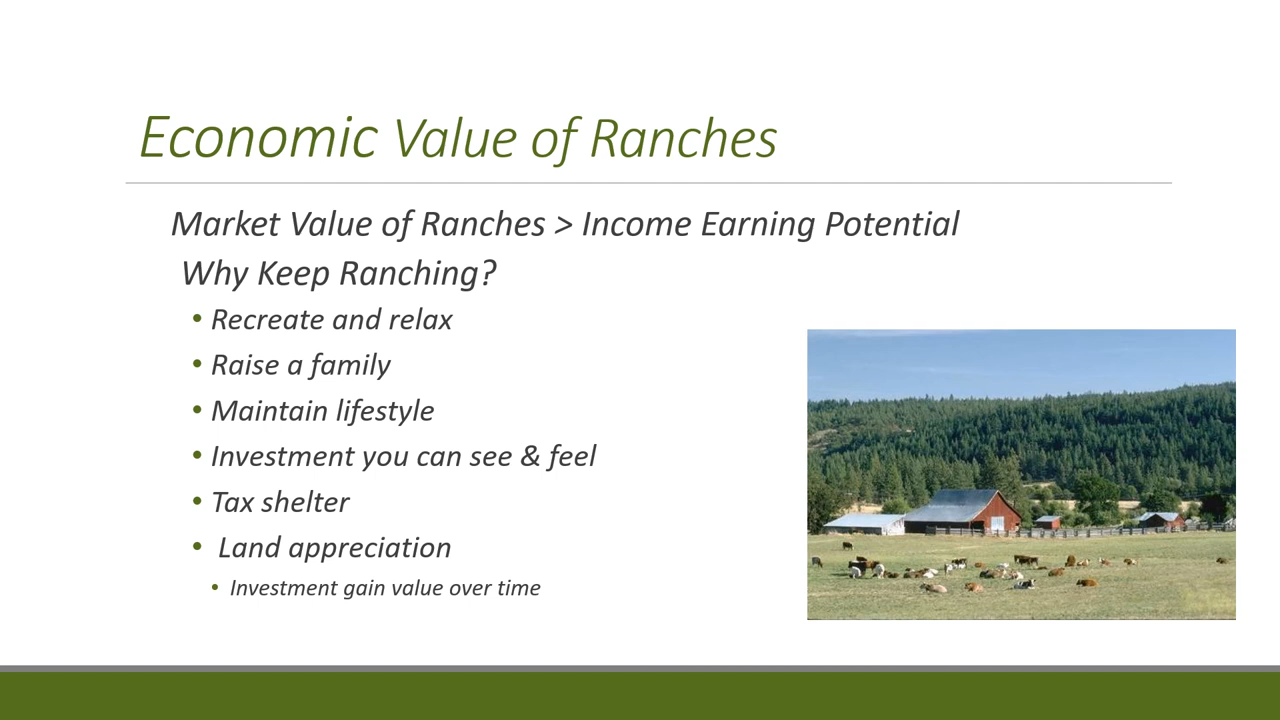 Economic Value of Ranches
Market Value of Ranches > Income Earning Potential
Why Keep Ranching?
• Recreate and relax
• Raise a family
• Maintain lifestyle
• Investment you can see & feel
• Tax shelter
• Land appreciation
• Investment gain value over time